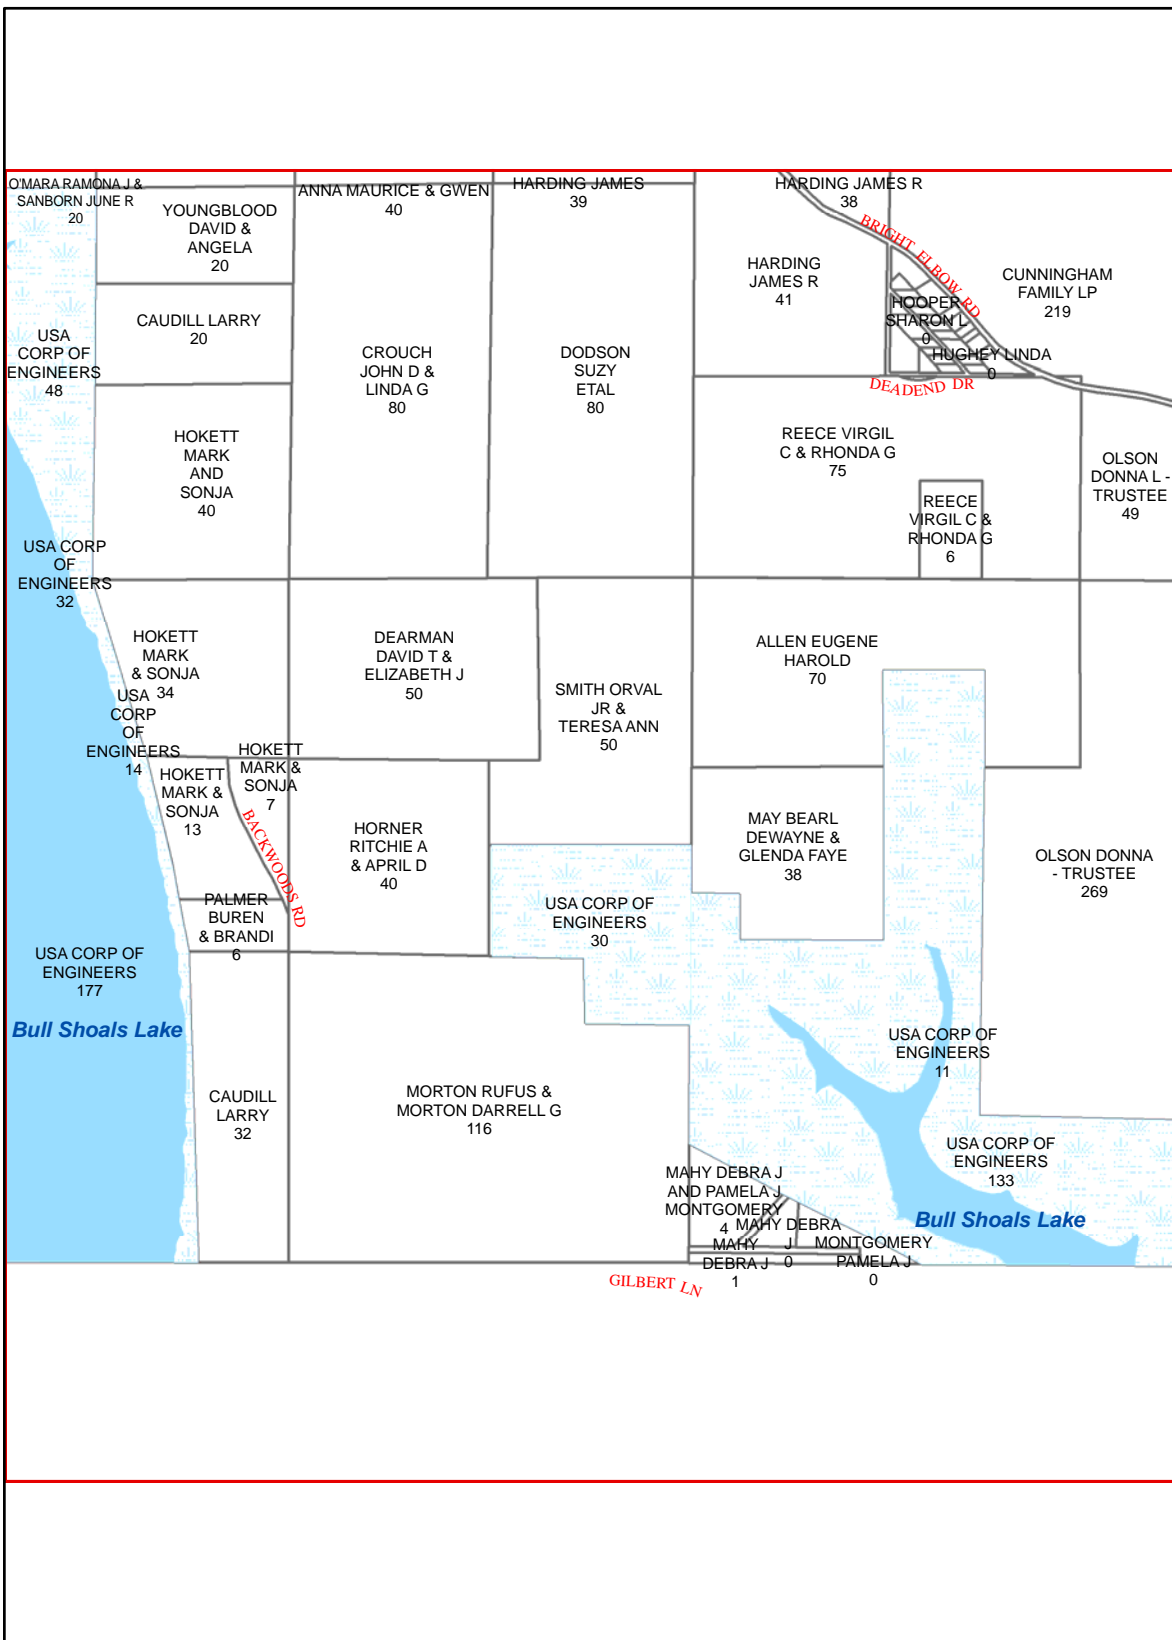 O'MARA RAMONA J &
SANBORN JUNE R
20
YOUNGBLOOD
DAVID &
ANGELA
20
ANNA MAURICE & GWEN
40
HARDING JAMES
39
HARDING JAMES R
38
BRIGHT ELBOW RD
HARDING
JAMES R
41
CUNNINGHAM
FAMILY LP
219
HOOPER
SHARON L
0
HUGHEY LINDA
0
DEADEND DR
USA
CORP OF
ENGINEERS
48
CAUDILL LARRY
20
CROUCH
JOHN D &
LINDA G
80
DODSON
SUZY
ETAL
80
HOKETT
MARK
AND
SONJA
40
REECE VIRGIL
C & RHONDA G
75
REECE
VIRGIL C &
RHONDA G
6
OLSON
DONNA L -
TRUSTEE
49
USA CORP
OF
ENGINEERS
32
HOKETT
MARK
& SONJA
34
DEARMAN
DAVID T &
ELIZABETH J
50
SMITH ORVAL
JR &
TERESA ANN
50
ALLEN EUGENE
HAROLD
70
USA
CORP
OF
ENGINEERS
14
HOKETT
MARK &
SONJA
13
HOKETT
MARK &
SONJA
7
BACKWOODS RD
HORNER
RITCHIE A
& APRIL D
40
MAY BEARL
DEWAYNE &
GLENDA FAYE
38
OLSON DONNA
- TRUSTEE
269
PALMER
BUREN
& BRANDI
6
USA CORP OF
ENGINEERS
30
USA CORP OF
ENGINEERS
177
Bull Shoals Lake
USA CORP OF
ENGINEERS
11
CAUDILL
LARRY
32
MORTON RUFUS &
MORTON DARRELL G
116
USA CORP OF
ENGINEERS
133
Bull Shoals Lake
MAHY DEBRA J
AND PAMELA J
MONTGOMERY
4
MAHY DEBRA
J
0
MAHY
DEBRA J
1
MONTGOMERY
PAMELA J
0
GILBERT LN